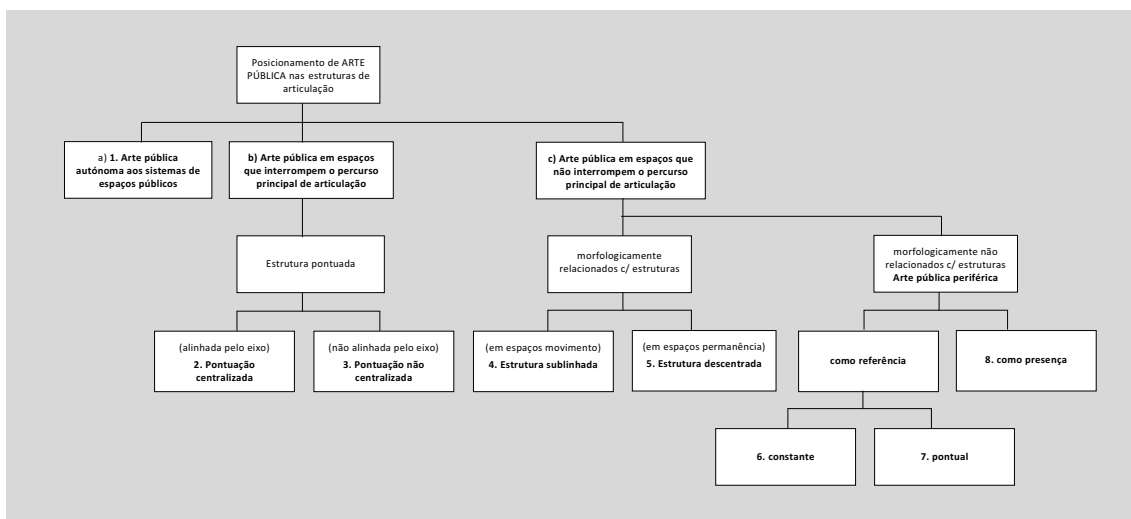 Posicionamento de ARTE
PÚBLICA nas estruturas de
articulação
a) 1. Arte pública
autónoma aos sistemas de
espaços públicos
b) Arte pública em espaços
que interrompem o percurso
principal de articulação
c) Arte pública em espaços que
não interrompem o percurso
principal de articulação
Estrutura pontuada
morfologicamente
relacionados c/ estruturas
morfologicamente não
relacionados c/ estruturas
Arte pública periférica
(alinhada pelo eixo)
2. Pontuação
centralizada
(não alinhada pelo eixo)
3. Pontuação não
centralizada
(em espaços movimento)
4. Estrutura sublinhada
(em espaços permanência)
5. Estrutura descentrada
como referência
8. como presença
6. constante
7. pontual